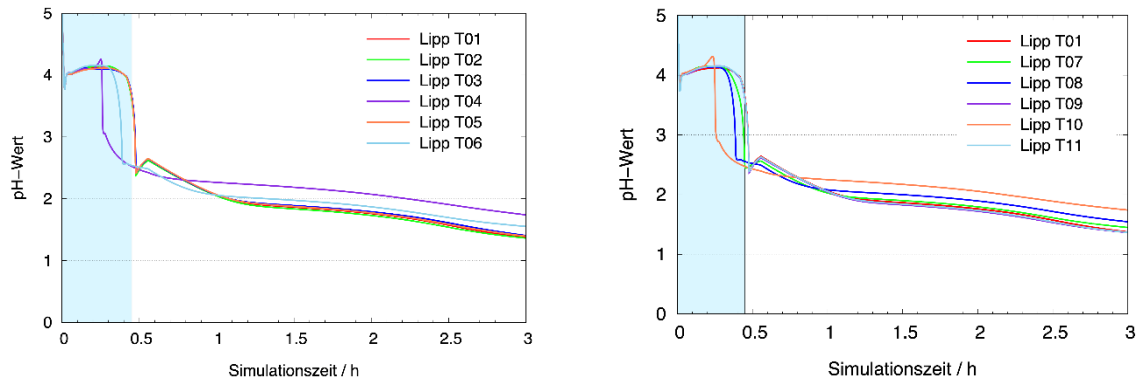 5
4
3
2
1
0
pH-Wert
0
0.5
1
1.5
2
2.5
3
Simulationszeit / h
Lipp T01
Lipp T02
Lipp T03
Lipp T04
Lipp T05
Lipp T06
5
4
3
2
1
0
pH-Wert
0
0.5
1
1.5
2
2.5
3
Simulationszeit / h
Lipp T01
Lipp T07
Lipp T08
Lipp T09
Lipp T10
Lipp T11